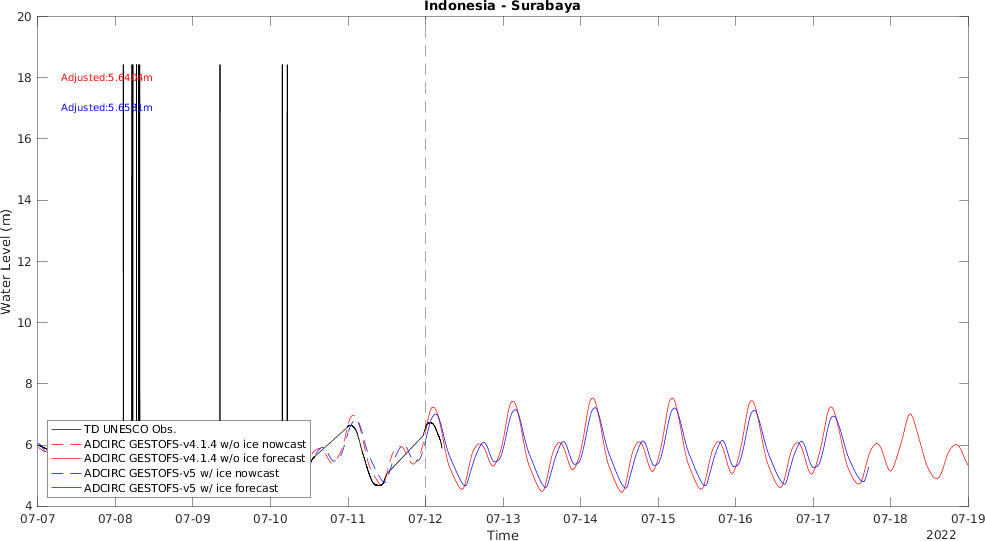 Indonesia - Surabaya
20
18
16
14
12
10
8
6
4
Water Level (m)
Adjusted:5.6404m
TD UNESCO Obs.
ADCIRC GESTOFS-v4.1.4 w/o ice nowcast
ADCIRC GESTOFS-v4.1.4 w/o ice forecast
ADCIRC GESTOFS-v5 w/ ice nowcast
ADCIRC GESTOFS-v5 w/ ice forecast
07-07 07-08 07-09 07-10 07-11 07-12 07-13 07-14 07-15 07-16 07-17 07-18 07-19
Time
2022